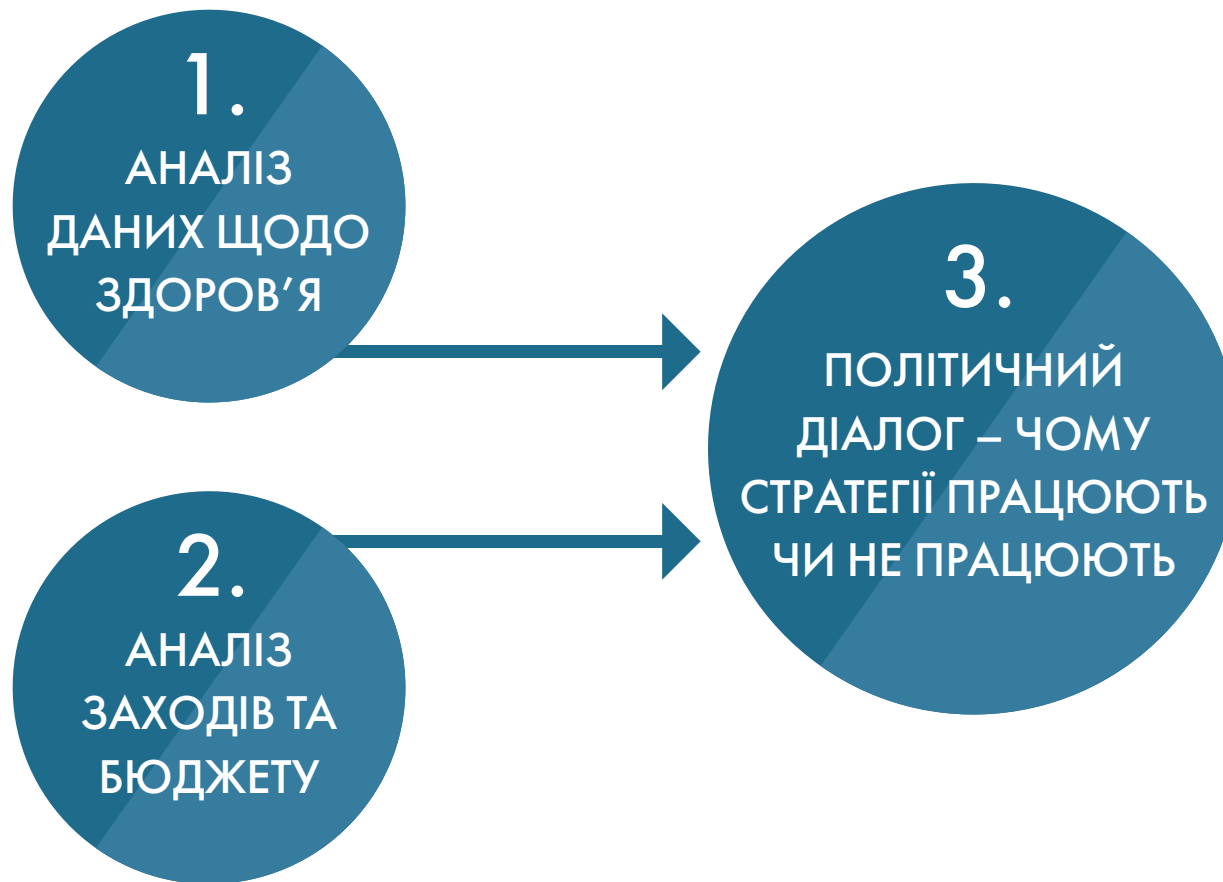 1.
АНАЛІЗ
ДАНИХ ЩОДО
ЗДОРОВ’Я
2.
АНАЛІЗ
ЗАХОДІВ ТА
БЮДЖЕТУ
3.
ПОЛІТИЧНИЙ
ДІАЛОГ – ЧОМУ
СТРАТЕГІЇ ПРАЦЮЮТЬ
ЧИ НЕ ПРАЦЮЮТЬ